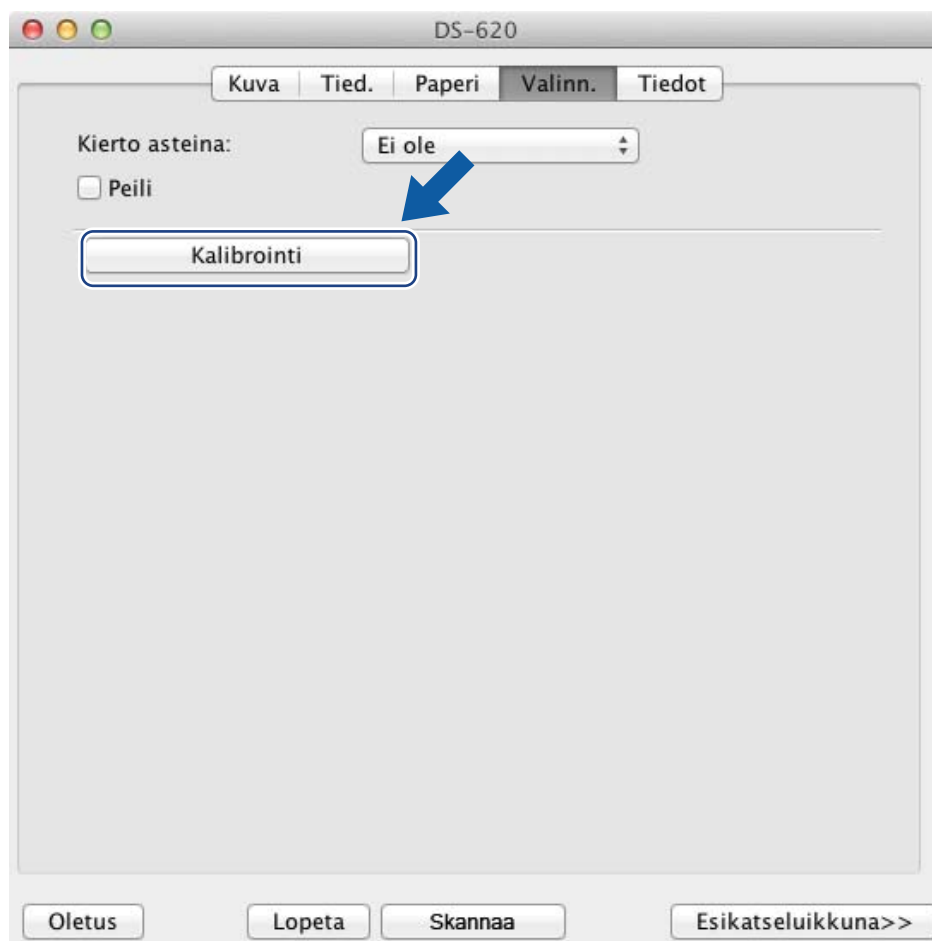 DS-620
Kuva Tied. Paperi Valinn. Tiedot
Kierto asteina: Ei ole
Peili
Kalibrointi
Oletus Lopeta Skannaa Esikatseluikkuna>>